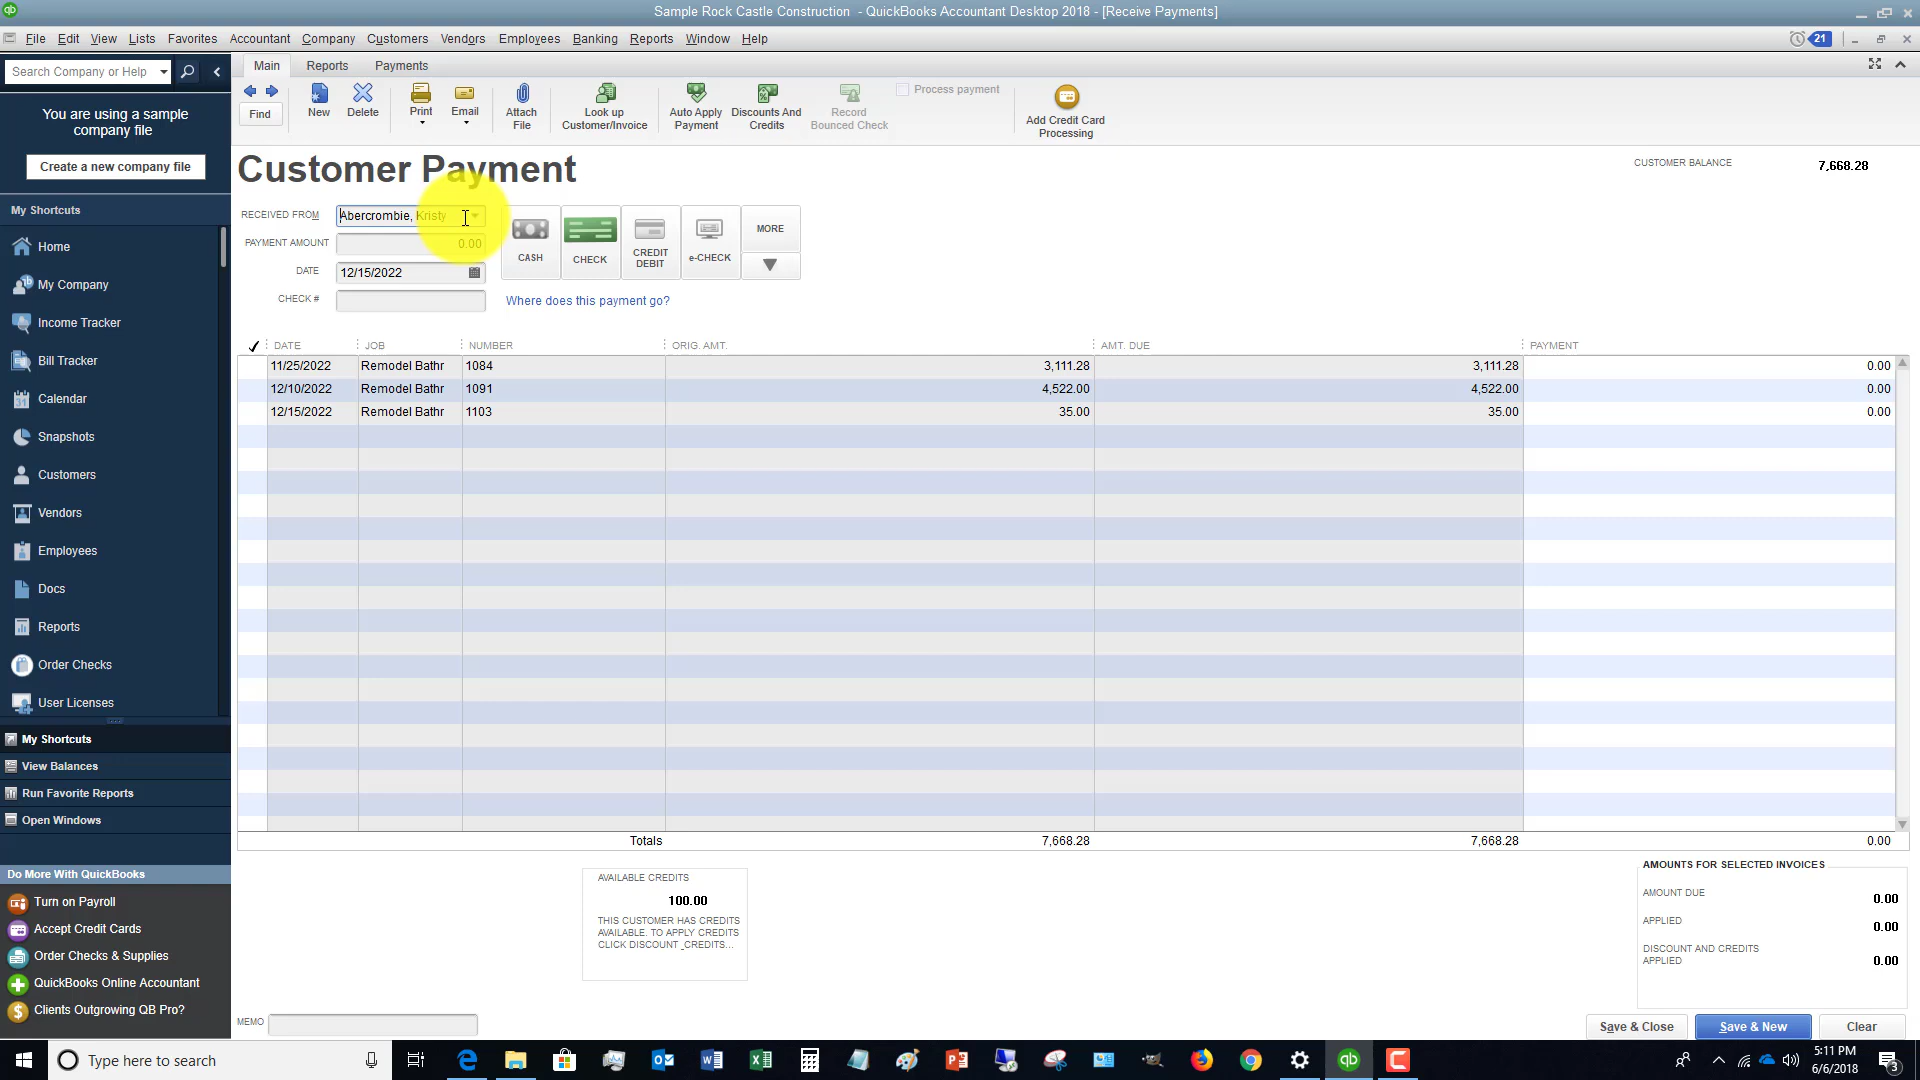 Sample Rock Castle Construction - QuickBooks Accountant Desktop 2018 - [Receive Payments]
File Edit View Lists Favorites Accountant Company Customers Vendors Employees Banking Reports Window Help
21
Search Company or Help
Main Reports Payments
Find
New
Delete
Print
Email
Attach File
Look up Customer/Invoice
Auto Apply Payment
Discounts And Credits
Record Bounced Check
Process payment
Add Credit Card Processing
You are using a sample
company file
Create a new company file
My Shortcuts
Home
My Company
Income Tracker
Bill Tracker
Calendar
Snapshots
Customers
Vendors
Employees
Docs
Reports
Order Checks
User Licenses
My Shortcuts
View Balances
Run Favorite Reports
Open Windows
Do More With QuickBooks
Turn on Payroll
Accept Credit Cards
Order Checks & Supplies
QuickBooks Online Accountant
Clients Outgrowing QB Pro?
Customer Payment
CUSTOMER BALANCE 7,668.28
RECEIVED FROM Abercrombie, Kristy
PAYMENT AMOUNT 0.00
DATE 12/15/2022
CHECK #
CASH
CHECK
CREDIT DEBIT
e-CHECK
MORE
Where does this payment go?
DATE JOB NUMBER ORIG. AMT. AMT. DUE PAYMENT
11/25/2022 Remodel Bathr 1084 3,111.28 3,111.28 0.00
12/10/2022 Remodel Bathr 1091 4,522.00 4,522.00 0.00
12/15/2022 Remodel Bathr 1103 35.00 35.00 0.00
Totals 7,668.28 7,668.28 0.00
AVAILABLE CREDITS
100.00
THIS CUSTOMER HAS CREDITS
AVAILABLE. TO APPLY CREDITS
CLICK DISCOUNT _CREDITS...
AMOUNTS FOR SELECTED INVOICES
AMOUNT DUE 0.00
APPLIED 0.00
DISCOUNT AND CREDITS
APPLIED 0.00
MEMO
Save & Close Save & New Clear
Type here to search
5:11 PM
6/6/2018
3